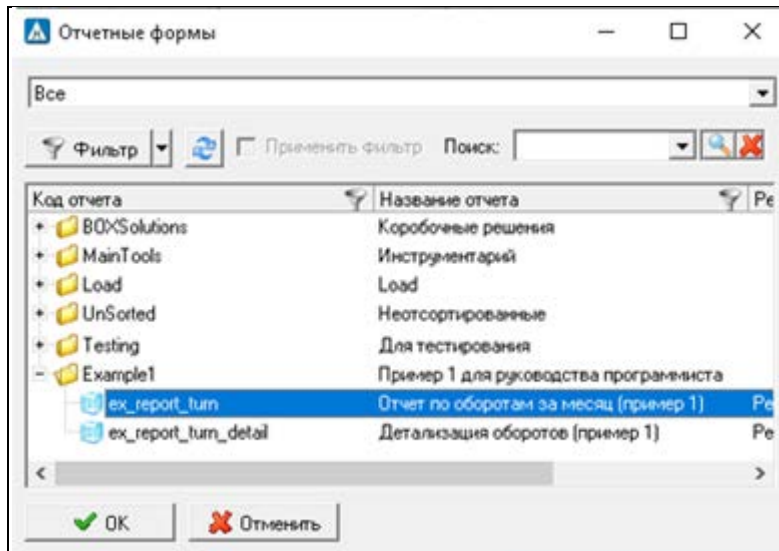 Отчетные формы
Все
Фильтр Применить фильтр Поиск:
Код отчета Название отчета Ре
BOXSolutions Коробочные решения
MainTools Инструментарий
Load Load
UnSorted Неотсортированные
Testing Для тестирования
Example1 Пример 1 для руководства программиста
ex_report_turn Отчет по оборотам за месяц (пример 1) Ре
ex_report_turn_detail Детализация оборотов (пример 1) Ре
OK Отменить